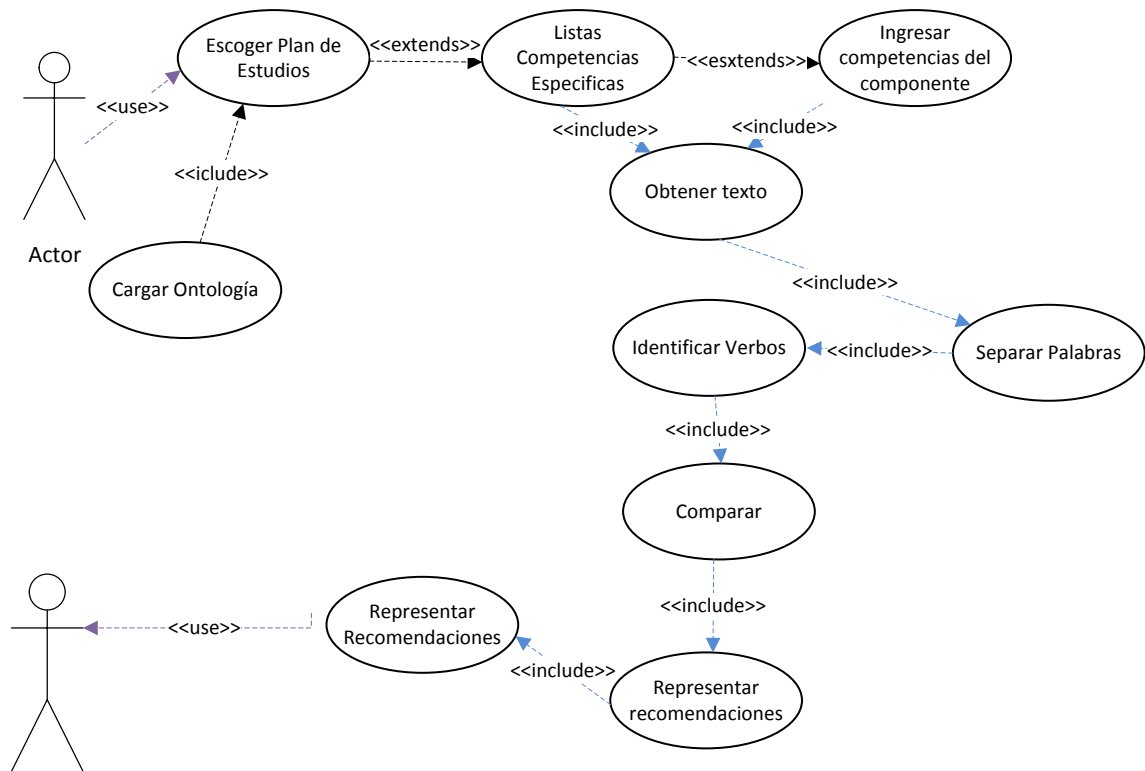 Escoger Plan de
Estudios
<<extends>>
Listas
Competencias
Especificas
<<esxtends>>
Ingresar
competencias del
componente
<<use>>
<<include>>
<<include>>
<<iclude>>
Obtener texto
Actor
Cargar Ontología
<<include>>
Identificar Verbos
<<include>>
Separar Palabras
<<include>>
Comparar
<<include>>
Representar
Recomendaciones
<<use>>
<<include>>
Representar
recomendaciones